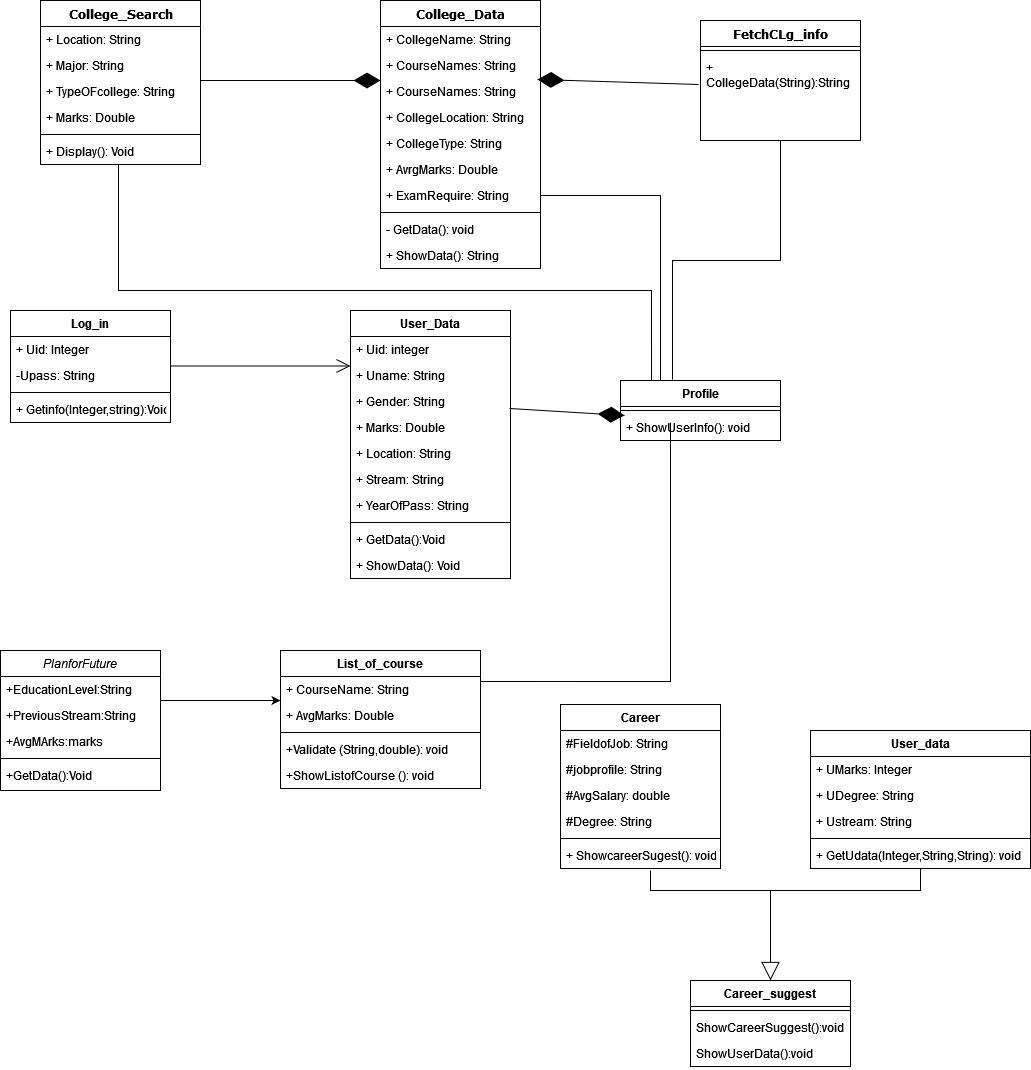 College_Search
+ Location: String
+ Major: String
+ TypeOFcollege: String
+ Marks: Double
+ Display(): Void
College_Data
+ CollegeName: String
+ CourseNames: String
+ CourseNames: String
+ CollegeLocation: String
+ CollegeType: String
+ AvrgMarks: Double
+ ExamRequire: String
- GetData(): void
+ ShowData(): String
FetchCLg_info
+
CollegeData(String):String
Log_in
+ Uid: Integer
-Upass: String
+ Getinfo(Integer,string):Void
User_Data
+ Uid: integer
+ Uname: String
+ Gender: String
+ Marks: Double
+ Location: String
+ Stream: String
+ YearOfPass: String
+ GetData():Void
+ ShowData(): Void
Profile
+ ShowUserInfo(): void
PlanforFuture
+EducationLevel:String
+PreviousStream:String
+AvgMArks:marks
+GetData():Void
List_of_course
+ CourseName: String
+ AvgMarks: Double
+Validate (String,double): void
+ShowListofCourse (): void
Career
#FieldofJob: String
#jobprofile: String
#AvgSalary: double
#Degree: String
+ ShowcareerSugest(): void
User_data
+ UMarks: Integer
+ UDegree: String
+ Ustream: String
+ GetUdata(Integer,String,String): void
Career_suggest
ShowCareerSuggest():void
ShowUserData():void